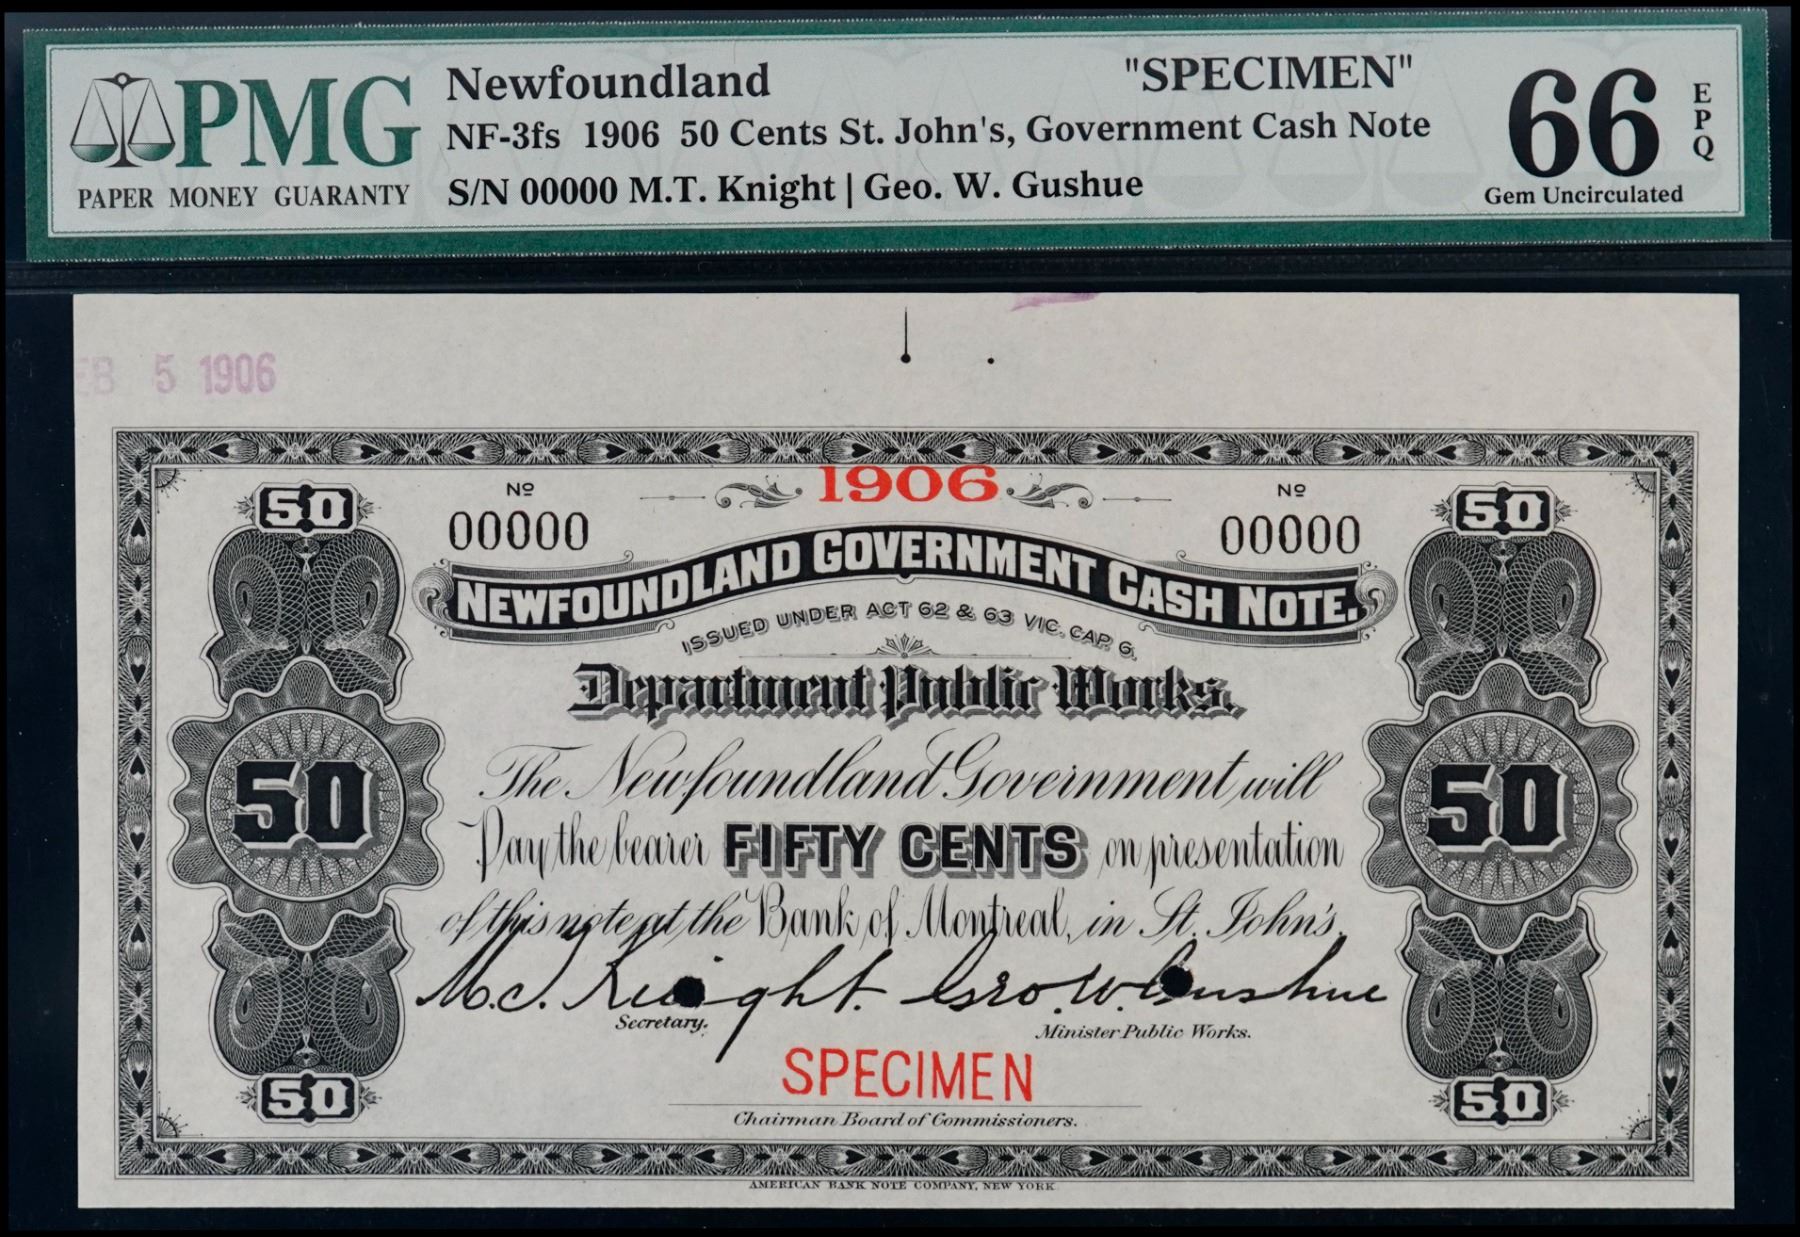 PMG
PAPER MONEY GUARANTY
Newfoundland "SPECIMEN"
NF-3fs 1906 50 Cents St. John's, Government Cash Note
S/N 00000 M.T. Knight | Geo. W. Gushue
66 EPQ
Gem Uncirculated
EB 5 1906
1906
50 Nº Nº 50
00000 00000
NEWFOUNDLAND GOVERNMENT CASH NOTE.
ISSUED UNDER ACT 62 & 63 VIC. CAP. 6.
Department Public Works.
The Newfoundland Government will
50 Pay the bearer FIFTY CENTS on presentation 50
of this note at the Bank of Montreal, in St. John's.
M.C. Knight. Geo. W. Gushue
Secretary. Minister Public Works.
SPECIMEN
50 50
Chairman Board of Commissioners.
AMERICAN BANK NOTE COMPANY, NEW YORK